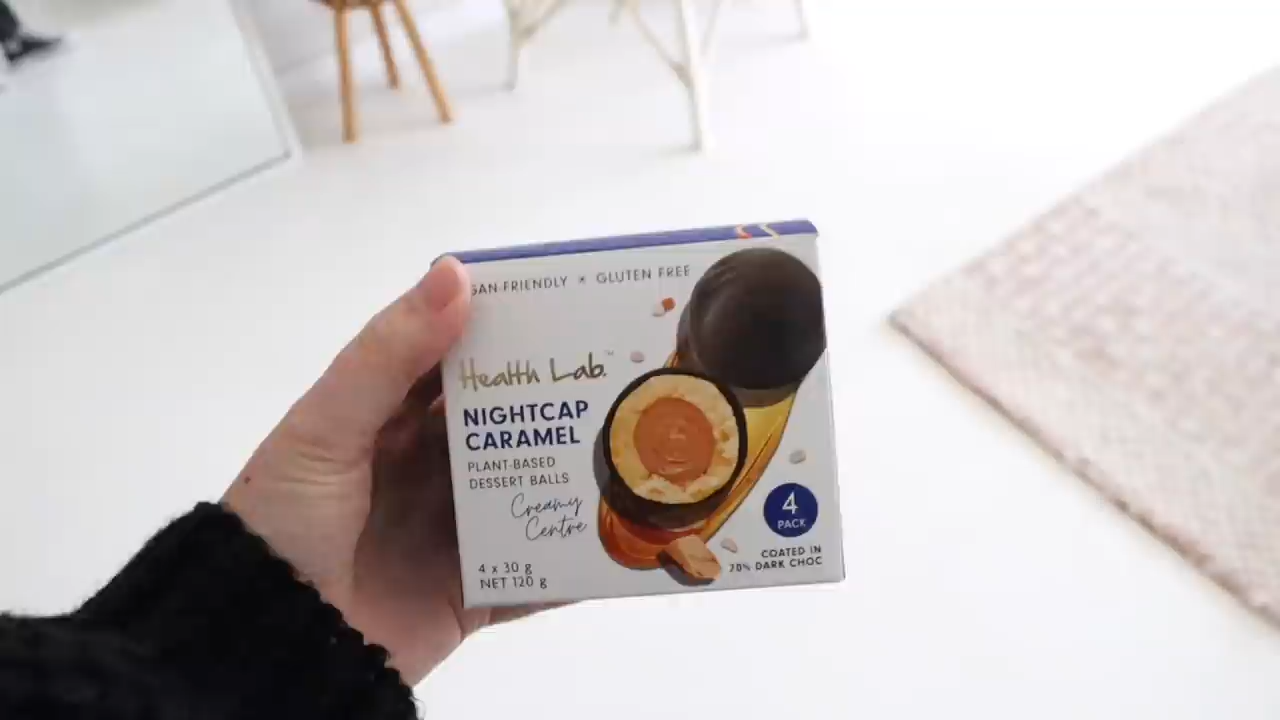 GAN FRIENDLY × GLUTEN FREE
Health Lab.™
NIGHTCAP
CARAMEL
PLANT-BASED
DESSERT BALLS
Creamy
Centre
4 x 30 g
NET 120 g
4
PACK
COATED IN
70% DARK CHOC